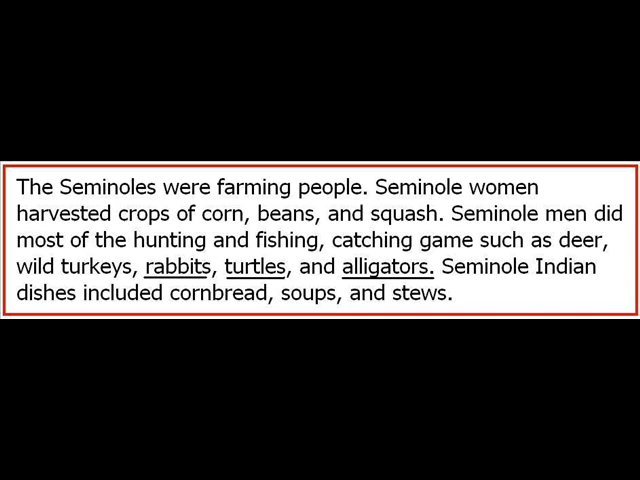 The Seminoles were farming people. Seminole women
harvested crops of corn, beans, and squash. Seminole men did
most of the hunting and fishing, catching game such as deer,
wild turkeys, rabbits, turtles, and alligators. Seminole Indian
dishes included cornbread, soups, and stews.